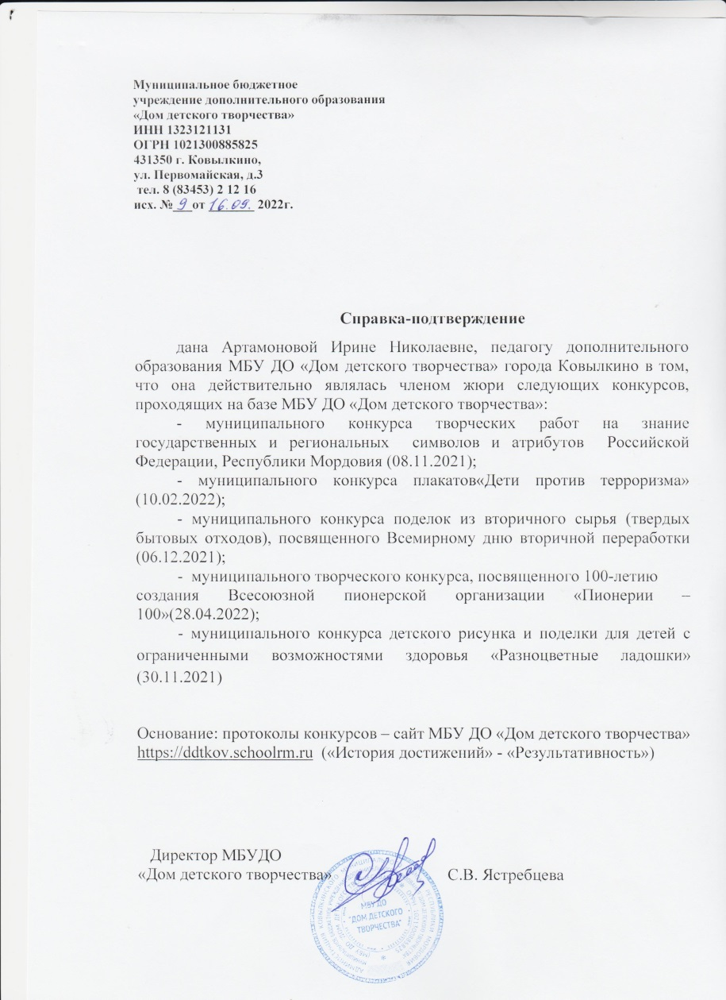 Муниципальное бюджетное
учреждение дополнительного образования
«Дом детского творчества»
ИНН 1323121131
ОГРН 1021300885825
431350 г. Ковылкино,
ул. Первомайская, д.3
тел. 8 (83453) 2 12 16
исх. № 9 от 16.09. 2022г.
Справка-подтверждение
дана Артамоновой Ирине Николаевне, педагогу дополнительного
образования МБУ ДО «Дом детского творчества» города Ковылкино в том,
что она действительно являлась членом жюри следующих конкурсов,
проходящих на базе МБУ ДО «Дом детского творчества»:
- муниципального конкурса творческих работ на знание
государственных и региональных символов и атрибутов Российской
Федерации, Республики Мордовия (08.11.2021);
- муниципального конкурса плакатов«Дети против терроризма»
(10.02.2022);
- муниципального конкурса поделок из вторичного сырья (твердых
бытовых отходов), посвященного Всемирному дню вторичной переработки
(06.12.2021);
- муниципального творческого конкурса, посвященного 100-летию
создания Всесоюзной пионерской организации «Пионерии –
100»(28.04.2022);
- муниципального конкурса детского рисунка и поделки для детей с
ограниченными возможностями здоровья «Разноцветные ладошки»
(30.11.2021)
Основание: протоколы конкурсов – сайт МБУ ДО «Дом детского творчества»
https://ddtkov.schoolrm.ru («История достижений» - «Результативность»)
Директор МБУДО
«Дом детского творчества» С.В. Ястребцева
МБУ ДО
"ДОМ ДЕТСКОГО
ТВОРЧЕСТВА"